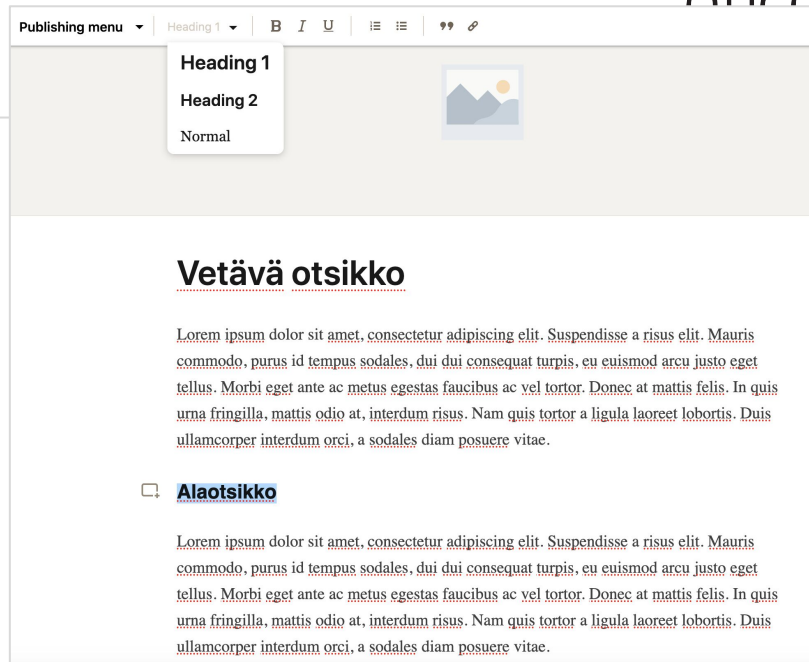 Publishing menu Heading 1 B I U
Heading 1
Heading 2
Normal
Vetävä otsikko
Lorem ipsum dolor sit amet, consectetur adipiscing elit. Suspendisse a risus elit. Mauris
commodo, purus id tempus sodales, dui dui consequat turpis, eu euismod arcu justo eget
tellus. Morbi eget ante ac metus egestas faucibus ac vel tortor. Donec at mattis felis. In quis
urna fringilla, mattis odio at, interdum risus. Nam quis tortor a ligula laoreet lobortis. Duis
ullamcorper interdum orci, a sodales diam posuere vitae.
Alaotsikko
Lorem ipsum dolor sit amet, consectetur adipiscing elit. Suspendisse a risus elit. Mauris
commodo, purus id tempus sodales, dui dui consequat turpis, eu euismod arcu justo eget
tellus. Morbi eget ante ac metus egestas faucibus ac vel tortor. Donec at mattis felis. In quis
urna fringilla, mattis odio at, interdum risus. Nam quis tortor a ligula laoreet lobortis. Duis
ullamcorper interdum orci, a sodales diam posuere vitae.